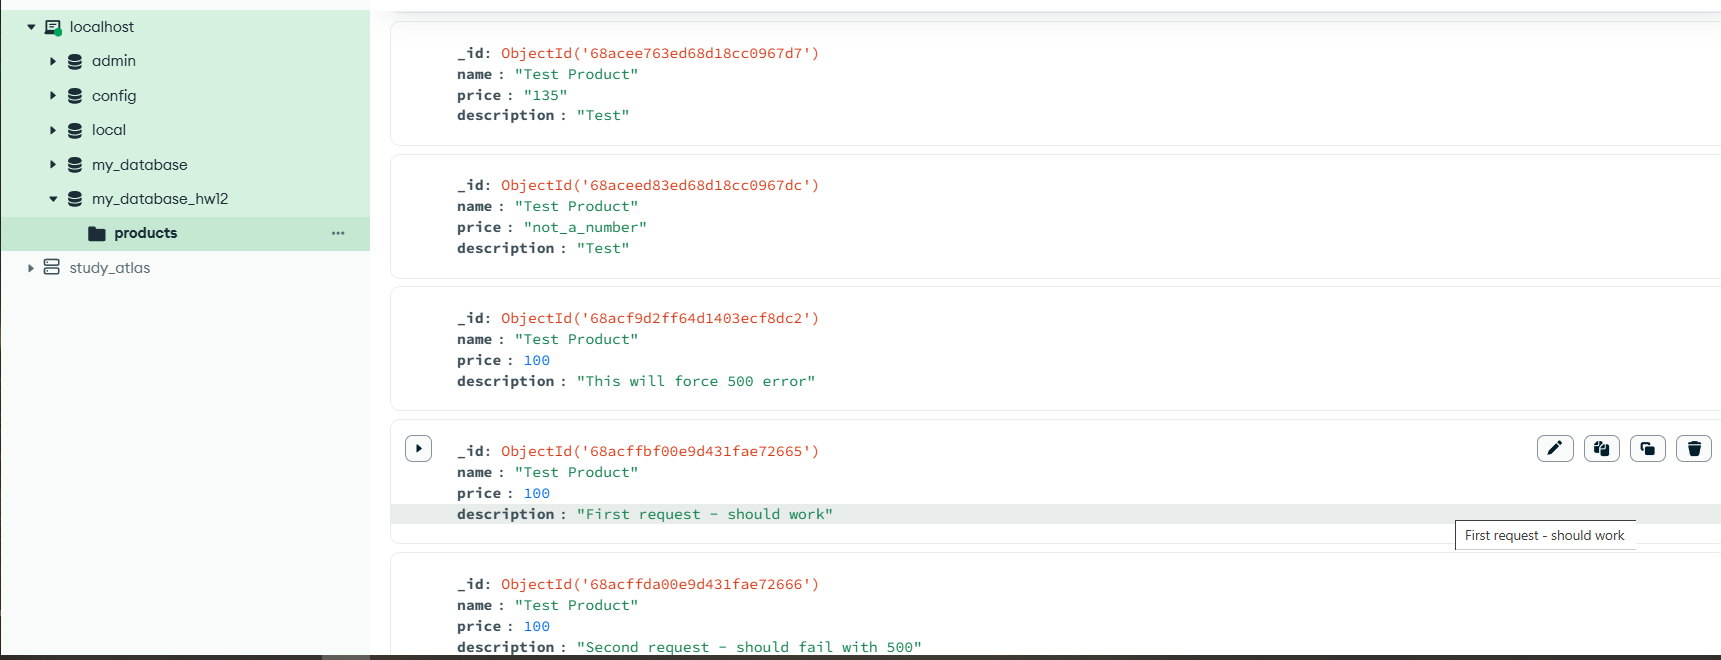 localhost
admin
config
local
my_database
my_database_hw12
products
study_atlas
_id: ObjectId('68acee763ed68d18cc0967d7')
name : "Test Product"
price : "135"
description : "Test"
_id: ObjectId('68aceed83ed68d18cc0967dc')
name : "Test Product"
price : "not_a_number"
description : "Test"
_id: ObjectId('68acf9d2ff64d1403ecf8dc2')
name : "Test Product"
price : 100
description : "This will force 500 error"
_id: ObjectId('68acffbf00e9d431fae72665')
name : "Test Product"
price : 100
description : "First request - should work"
First request - should work
_id: ObjectId('68acffda00e9d431fae72666')
name : "Test Product"
price : 100
description : "Second request - should fail with 500"